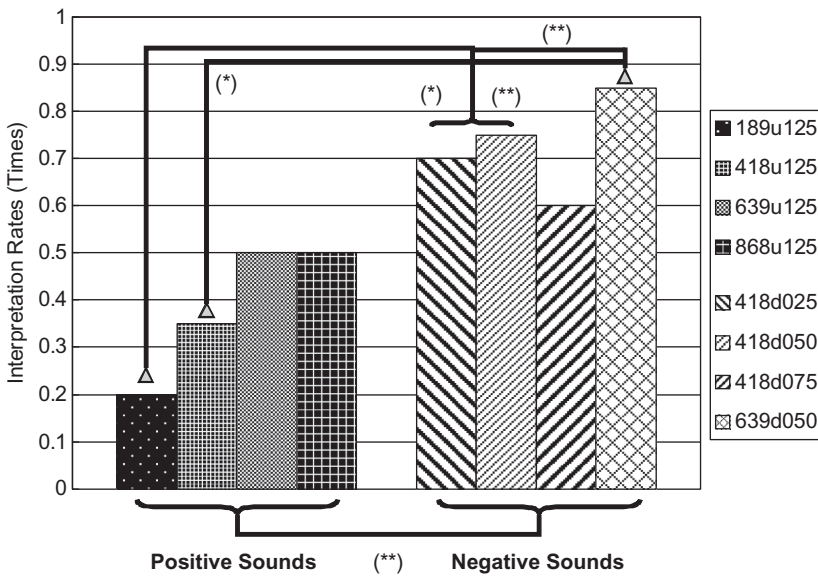 1
0.9
0.8
0.7
0.6
0.5
0.4
0.3
0.2
0.1
0
Interpretation Rates (Times)
(**)
(*)
(*)
(**)
189u125
418u125
639u125
868u125
418d025
418d050
418d075
639d050
Positive Sounds (**) Negative Sounds